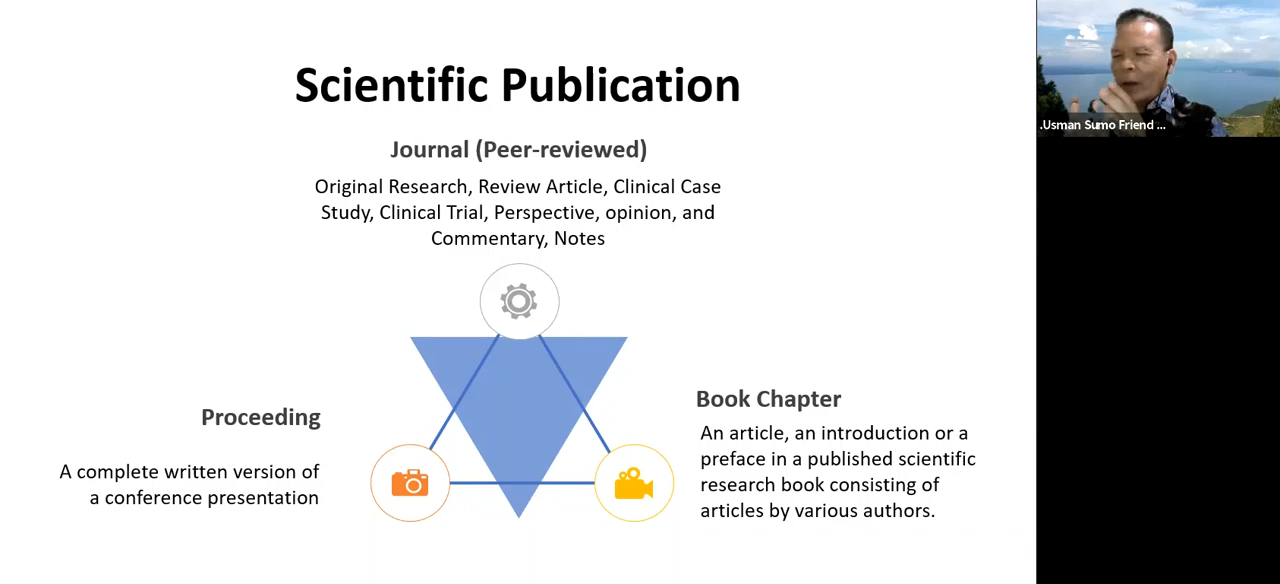 Scientific Publication
Journal (Peer-reviewed)
Original Research, Review Article, Clinical Case
Study, Clinical Trial, Perspective, opinion, and
Commentary, Notes
Proceeding
A complete written version of
a conference presentation
Book Chapter
An article, an introduction or a
preface in a published scientific
research book consisting of
articles by various authors.
.Usman Sumo Friend ...